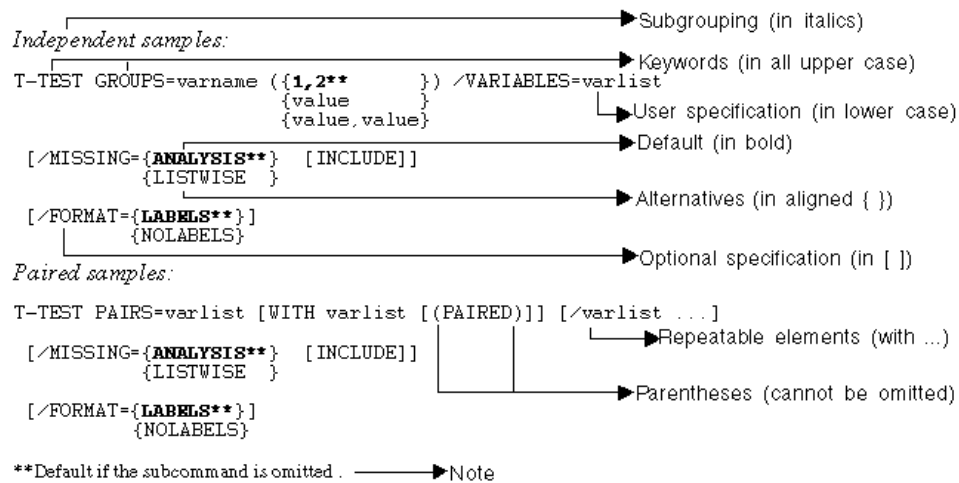 Subgrouping (in italics)
Independent samples:
Keywords (in all upper case)
T-TEST GROUPS=varname ({1,2** }) /VARIABLES=varlist
{value }
{value,value}
User specification (in lower case)
Default (in bold)
[/MISSING={ANALYSIS**} [INCLUDE]]
{LISTWISE }
Alternatives (in aligned { })
[/FORMAT={LABELS**}]
{NOLABELS}
Optional specification (in [ ])
Paired samples:
T-TEST PAIRS=varlist [WITH varlist [(PAIRED)]] [/varlist ...]
Repeatable elements (with ...)
[/MISSING={ANALYSIS**} [INCLUDE]]
{LISTWISE }
Parentheses (cannot be omitted)
[/FORMAT={LABELS**}]
{NOLABELS}
**Default if the subcommand is omitted .
Note